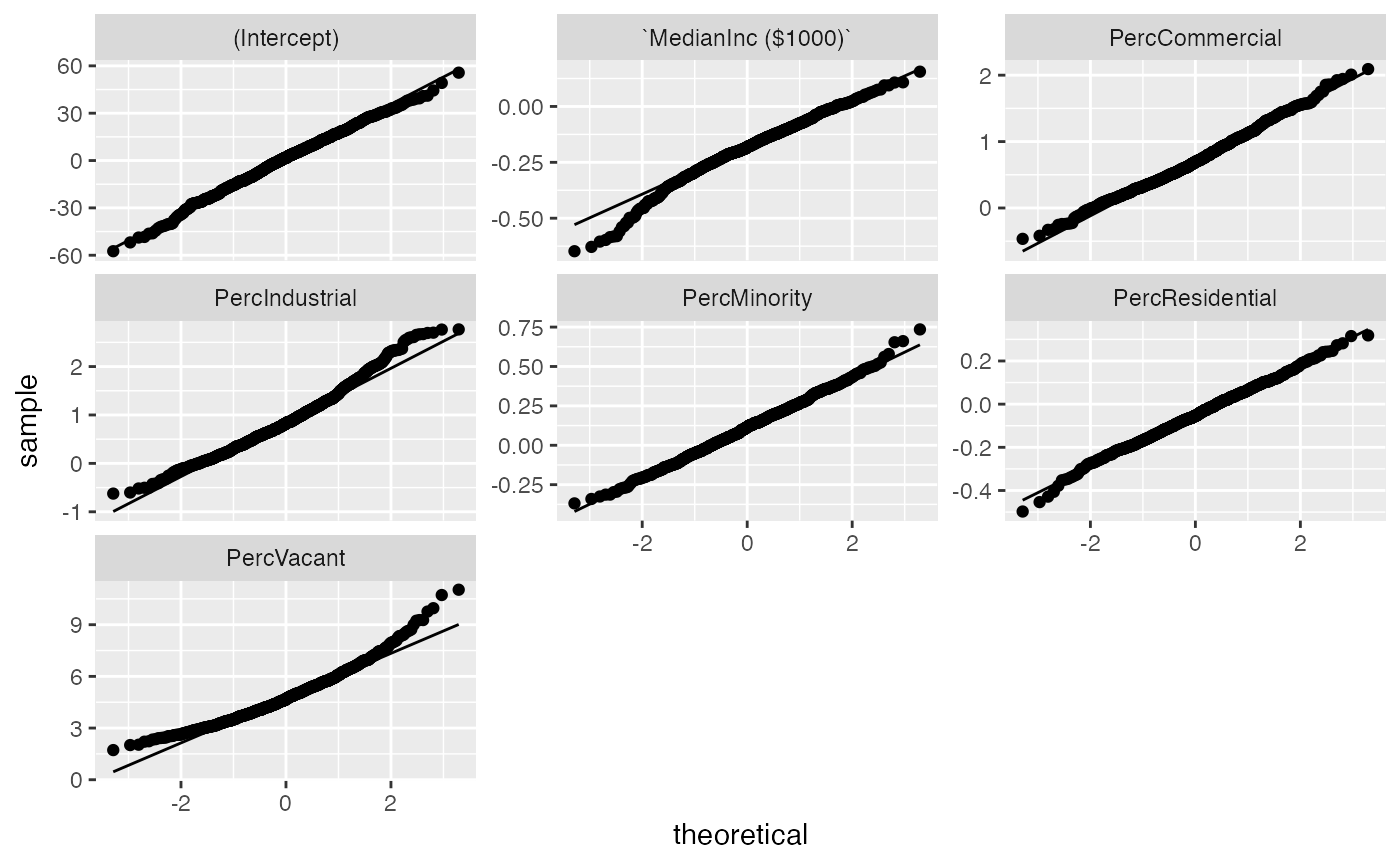 (Intercept)
`MedianInc ($1000)`
PercCommercial
60
30
0
-30
-60
0.00
-0.25
-0.50
2
1
0
PercIndustrial
PercMinority
PercResidential
2
1
0
-1
0.75
0.50
0.25
0.00
-0.25
0.2
0.0
-0.2
-0.4
-2 0 2
-2 0 2
PercVacant
9
6
3
0
-2 0 2
sample
theoretical